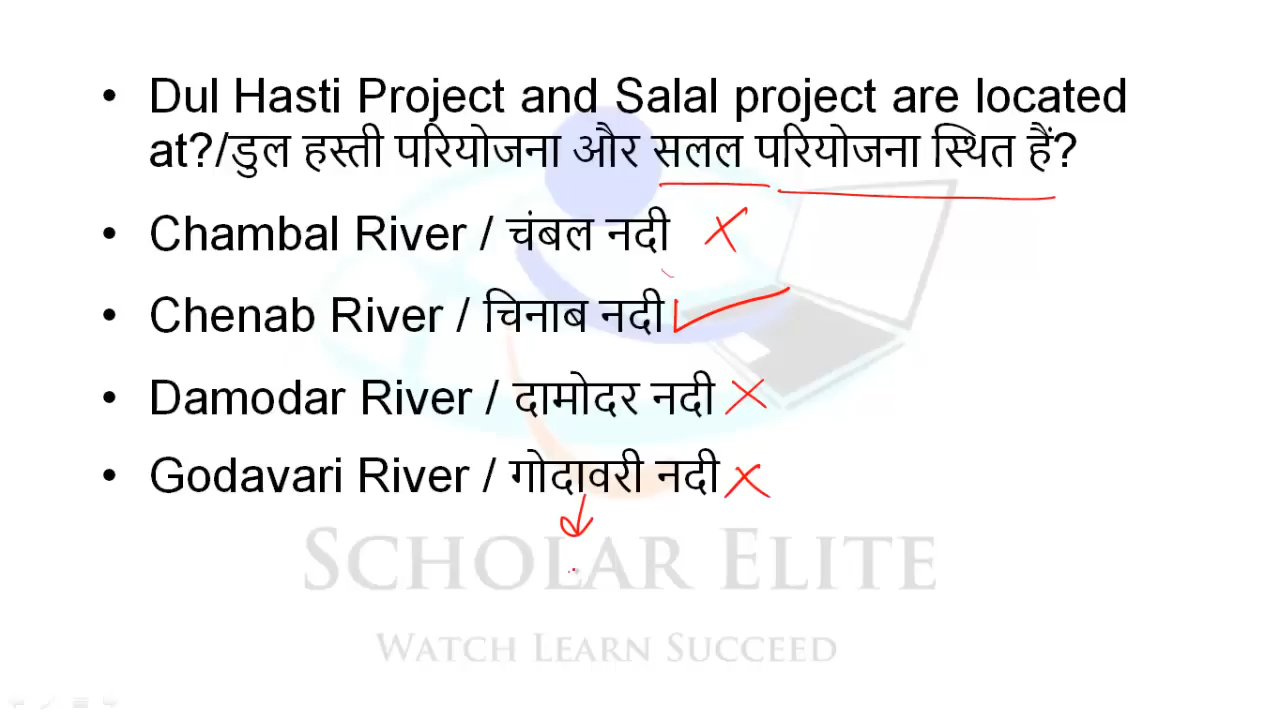 • Dul Hasti Project and Salal project are located
at?/डुल हस्ती परियोजना और सलल परियोजना स्थित हैं?
• Chambal River / चंबल नदी
• Chenab River / चिनाब नदी
• Damodar River / दामोदर नदी
• Godavari River / गोदावरी नदी
SCHOLAR ELITE
WATCH LEARN SUCCEED